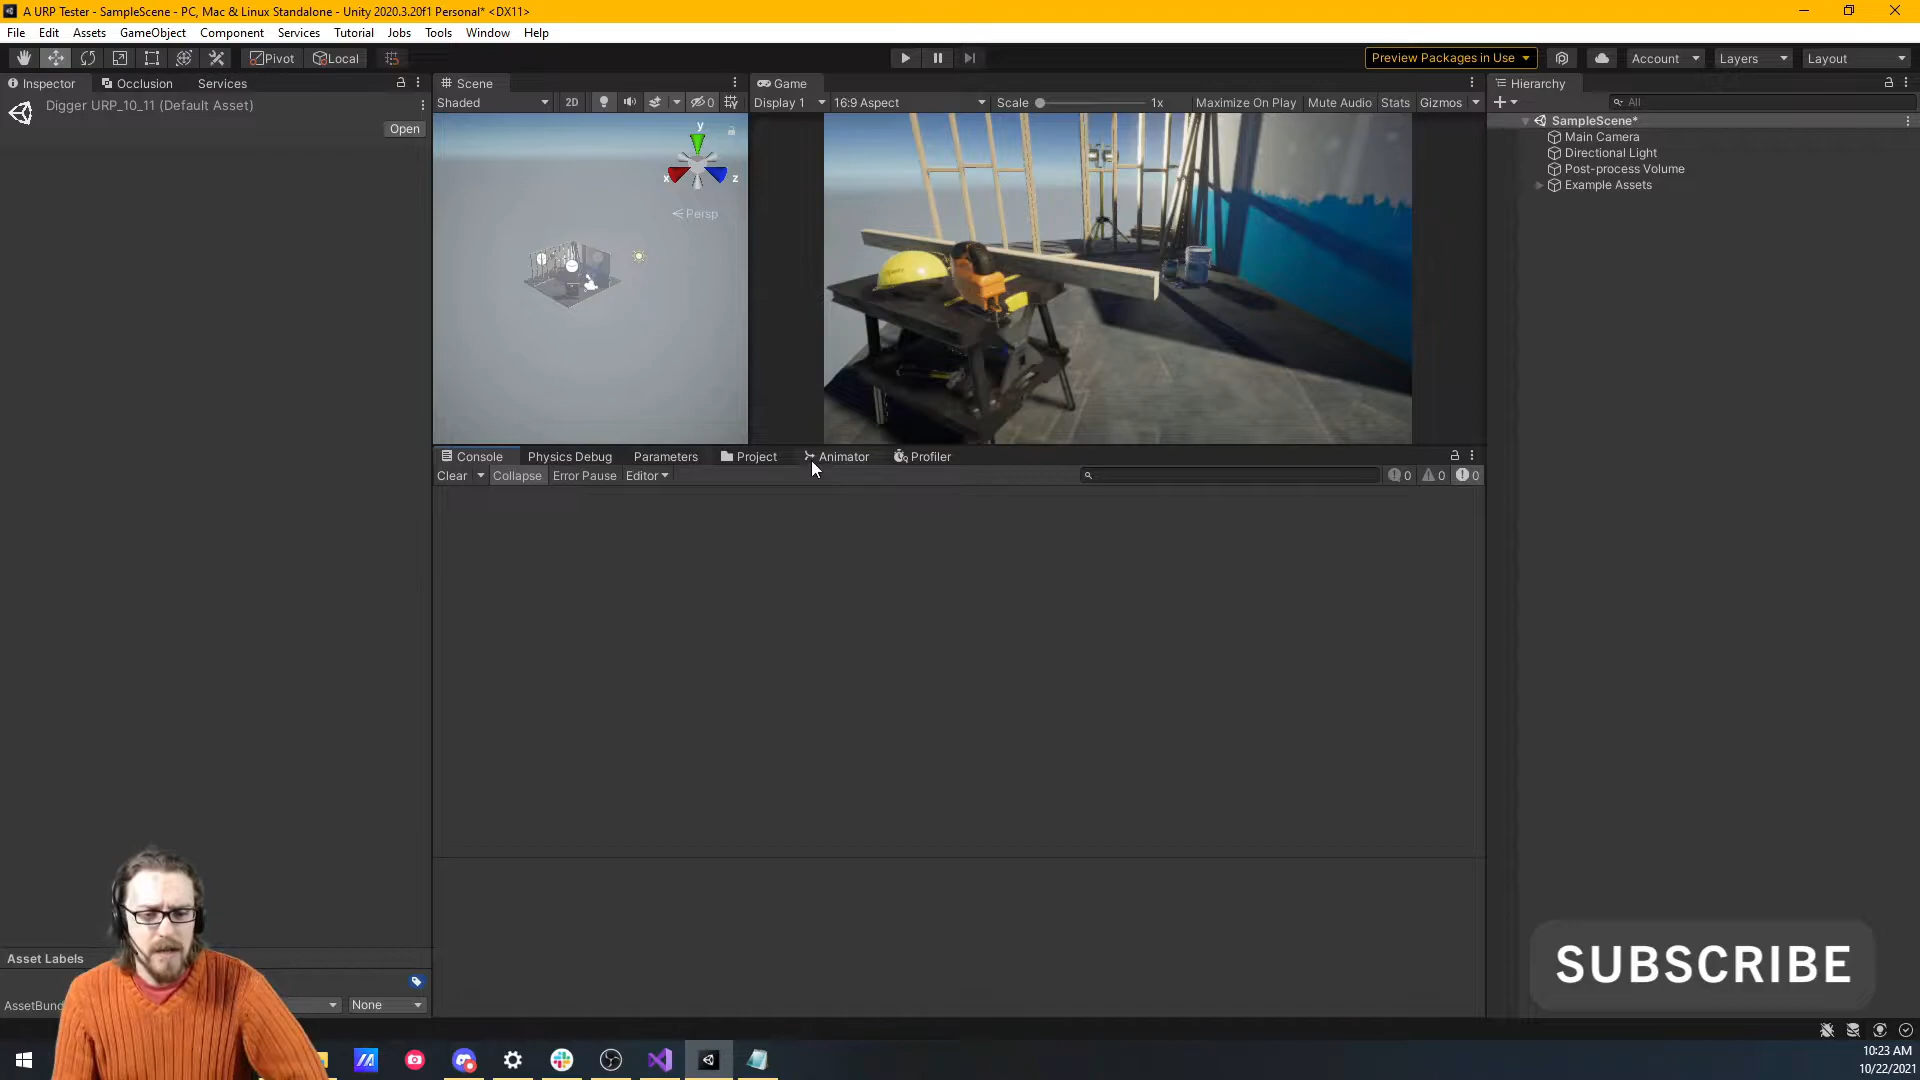 A URP Tester - SampleScene - PC, Mac & Linux Standalone - Unity 2020.3.20f1 Personal* <DX11>
File Edit Assets GameObject Component Services Tutorial Jobs Tools Window Help
Pivot Local Preview Packages in Use Account Layers Layout
Inspector Occlusion Services Scene Game Hierarchy
Digger URP_10_11 (Default Asset)
Open
Shaded 2D 0 Display 1 16:9 Aspect Scale 1x Maximize On Play Mute Audio Stats Gizmos All
y
x z
Persp
SampleScene*
Main Camera
Directional Light
Post-process Volume
Example Assets
Console Physics Debug Parameters Project Animator Profiler
Clear Collapse Error Pause Editor 0 0 0
Asset Labels
AssetBund None
SUBSCRIBE
10:23 AM
10/22/2021